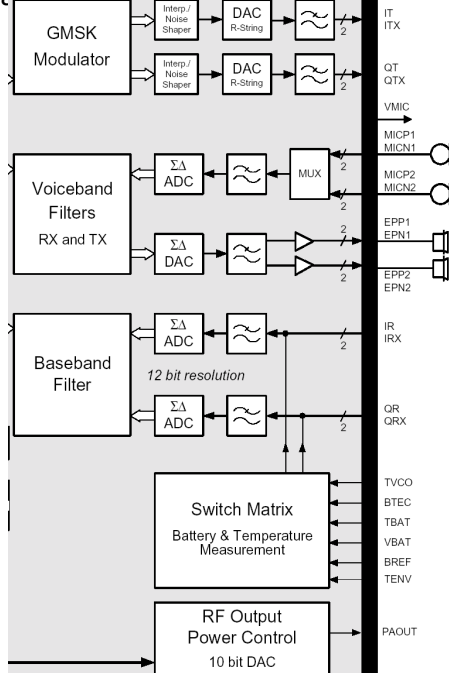 Interp./
Noise
Shaper
DAC
R-String
2
IT
ITX
GMSK
Modulator
Interp./
Noise
Shaper
DAC
R-String
2
QT
QTX
VMIC
MICP1
MICN1
2
ΣΔ
ADC
MUX
Voiceband
Filters
RX and TX
MICP2
MICN2
2
ΣΔ
DAC
2
EPP1
EPN1
2
EPP2
EPN2
ΣΔ
ADC
2
IR
IRX
Baseband
Filter
12 bit resolution
ΣΔ
ADC
2
QR
QRX
Switch Matrix
Battery & Temperature
Measurement
TVCO
BTEC
TBAT
VBAT
BREF
TENV
RF Output
Power Control
10 bit DAC
PAOUT